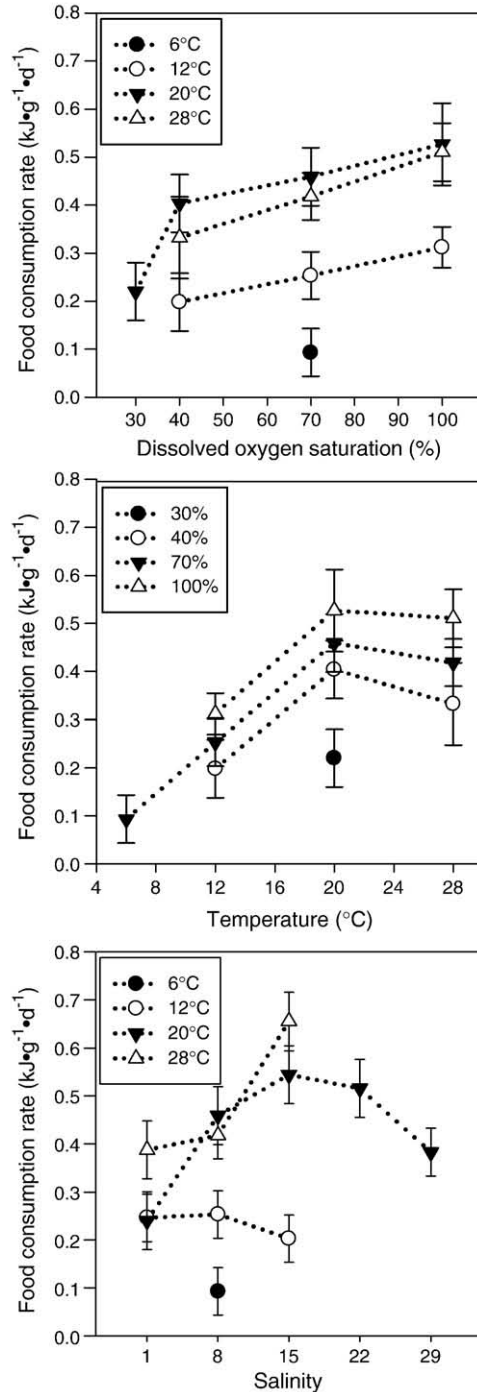 0.8
0.7
0.6
0.5
0.4
0.3
0.2
0.1
0.0
Food consumption rate (kJ•g⁻¹•d⁻¹)
6°C
12°C
20°C
28°C
30 40 50 60 70 80 90 100
Dissolved oxygen saturation (%)
0.8
0.7
0.6
0.5
0.4
0.3
0.2
0.1
0.0
Food consumption rate (kJ•g⁻¹•d⁻¹)
30%
40%
70%
100%
4 8 12 16 20 24 28
Temperature (°C)
0.8
0.7
0.6
0.5
0.4
0.3
0.2
0.1
0.0
Food consumption rate (kJ•g⁻¹•d⁻¹)
6°C
12°C
20°C
28°C
1 8 15 22 29
Salinity